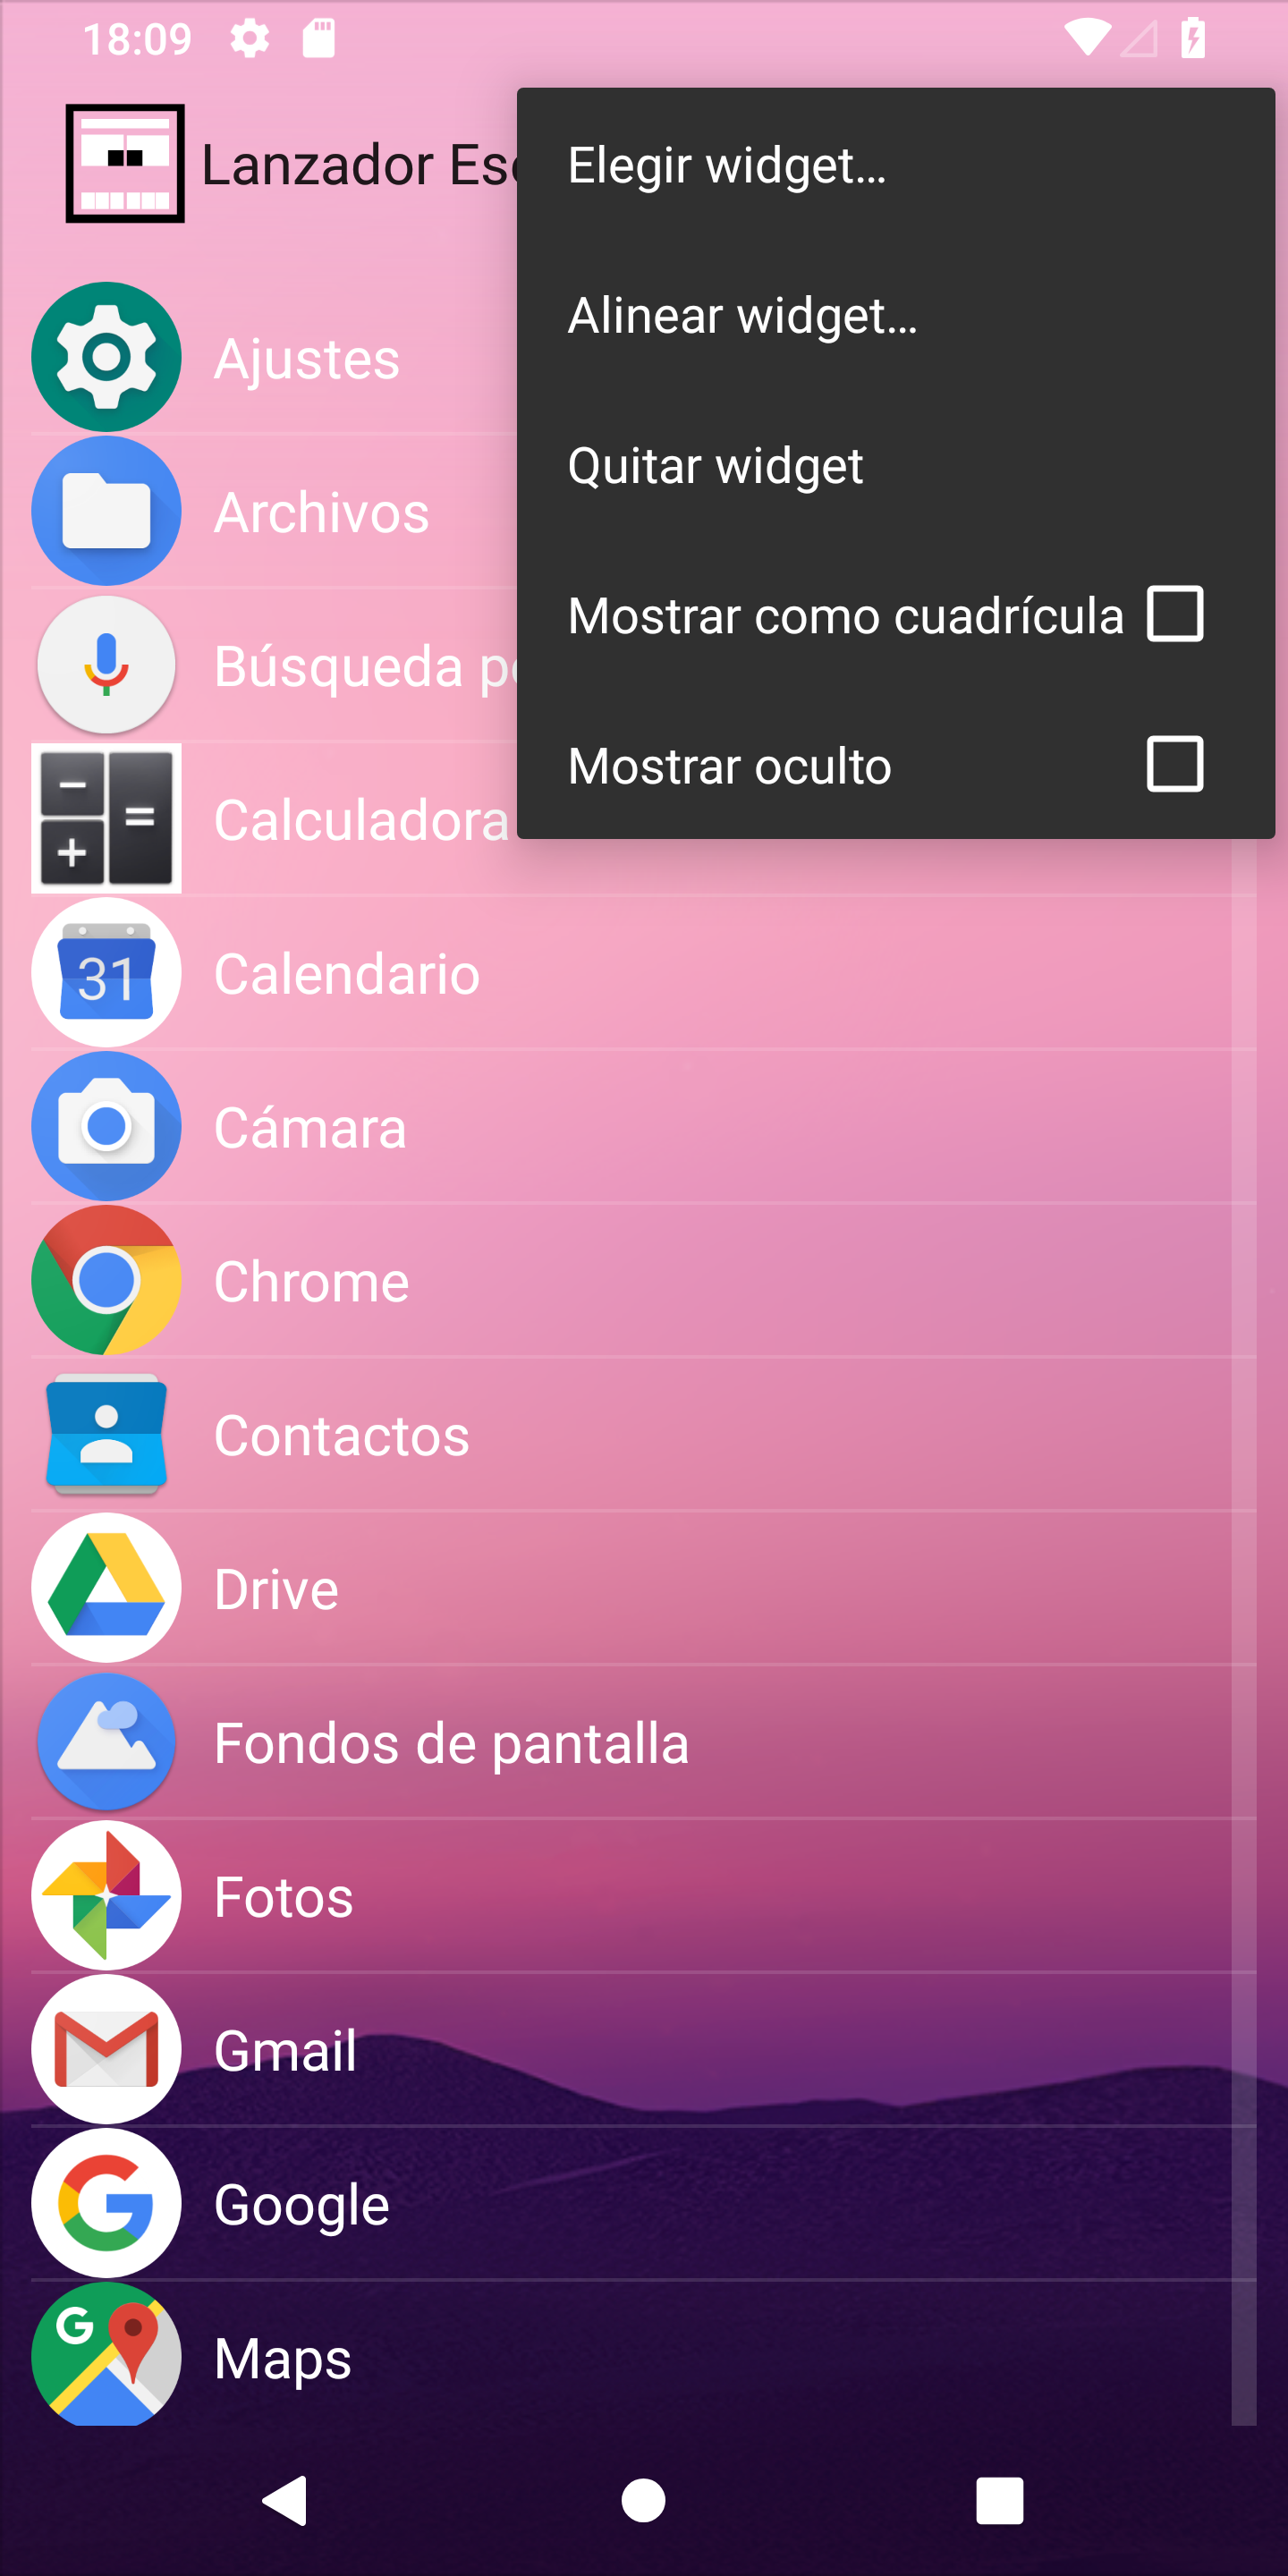 18:09
Lanzador Esc
Elegir widget…
Alinear widget…
Quitar widget
Mostrar como cuadrícula
Mostrar oculto
Ajustes
Archivos
Búsqueda
Calculadora
31
Calendario
Cámara
Chrome
Contactos
Drive
Fondos de pantalla
Fotos
Gmail
Google
G
Maps